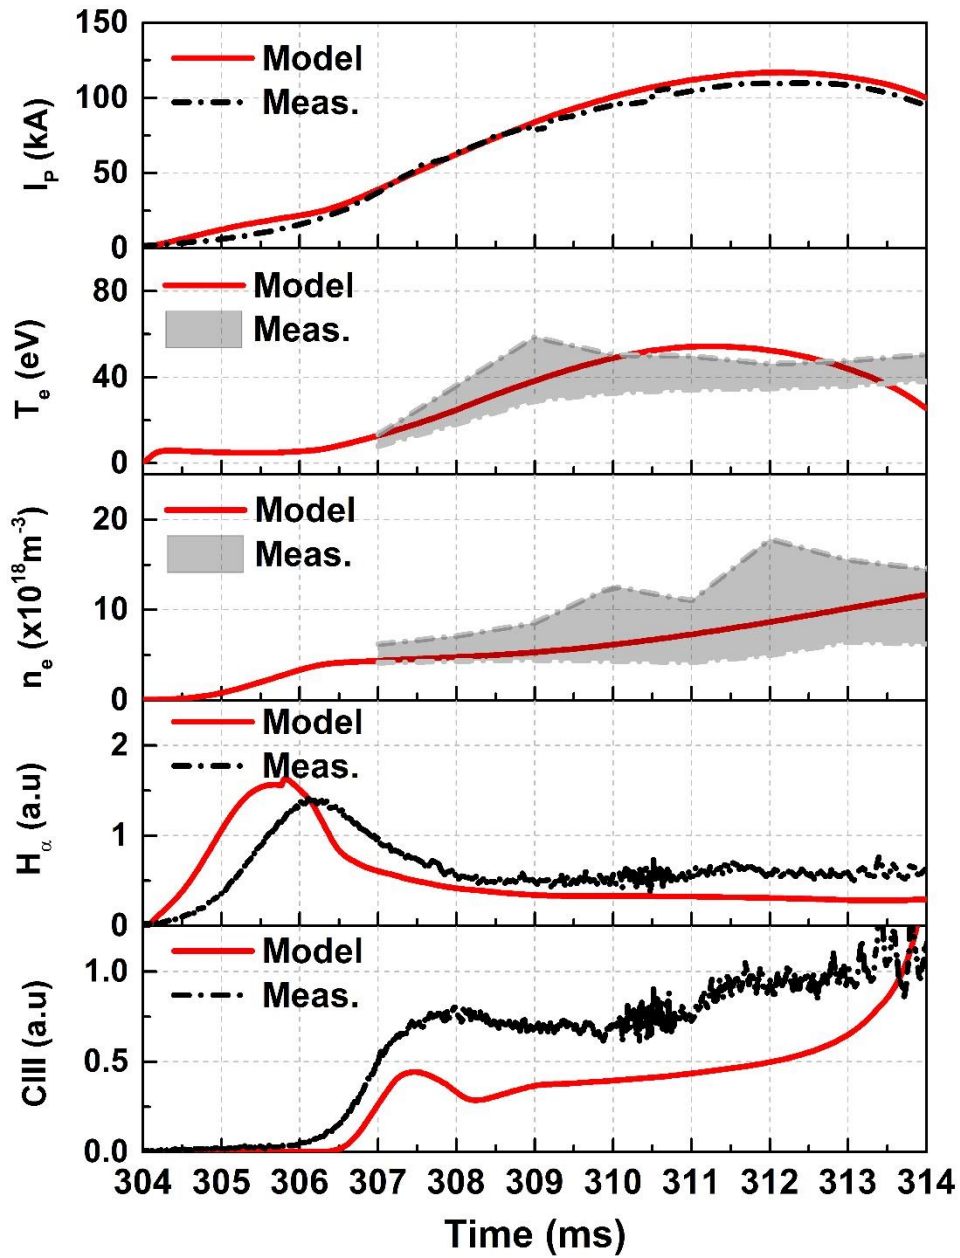 150
100
50
0
I_P (kA)
Model
Meas.
80
40
0
T_e (eV)
Model
Meas.
20
10
0
n_e (x10^18m^-3)
Model
Meas.
2
1
0
H_α (a.u)
Model
Meas.
1.0
0.5
0.0
CIII (a.u)
Model
Meas.
304 305 306 307 308 309 310 311 312 313 314
Time (ms)